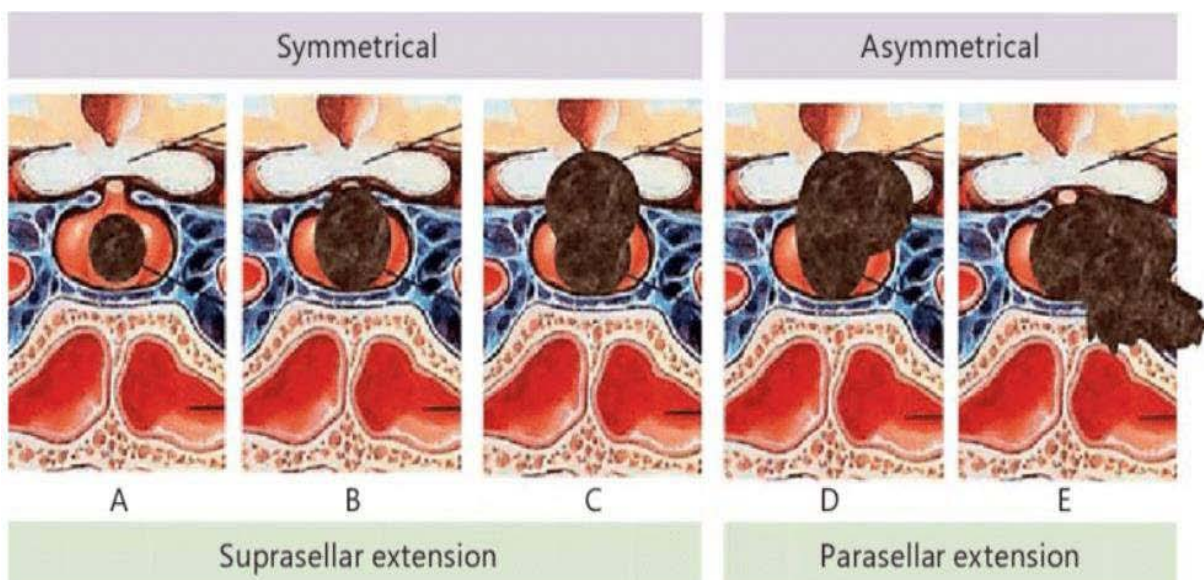 Symmetrical
Asymmetrical
A
B
C
D
E
Suprasellar extension
Parasellar extension